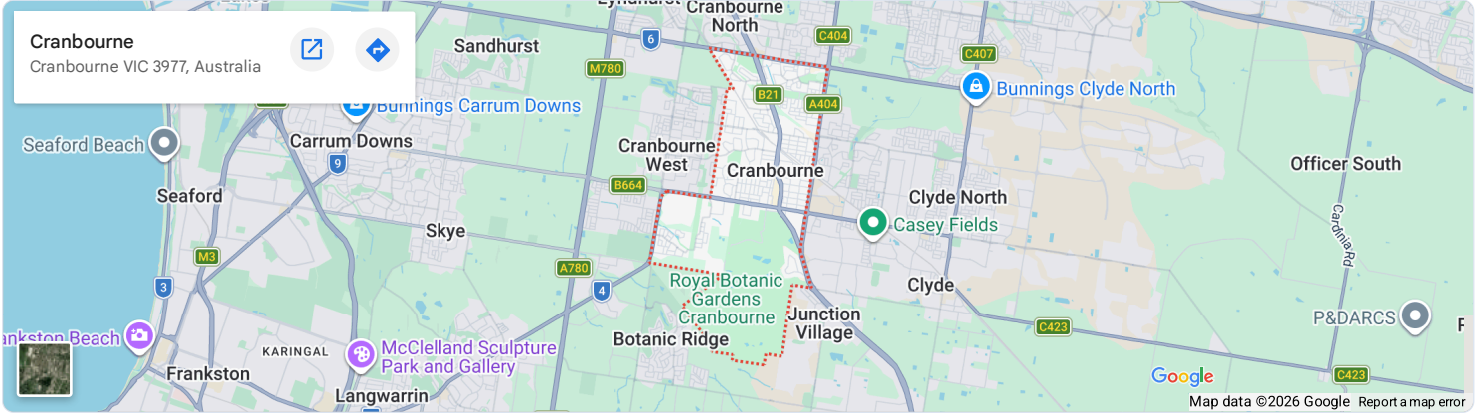 Lyndhurst
Cranbourne
North
Cranbourne
Cranbourne VIC 3977, Australia
6
Sandhurst
C404
C407
M780
B21
A404
Bunnings Clyde North
Bunnings Carrum Downs
Seaford Beach
Carrum Downs
9
Cranbourne
West
Cranbourne
Officer South
B664
Seaford
Clyde North
Casey Fields
Skye
Cardinia Rd
M3
A780
3
4
Royal Botanic
Gardens
Cranbourne
Clyde
Junction
Village
C423
P&DARCS
ankston Beach
Botanic Ridge
KARINGAL
McClelland Sculpture
Park and Gallery
Frankston
Langwarrin
Google
C423
Map data ©2026 Google
Report a map error